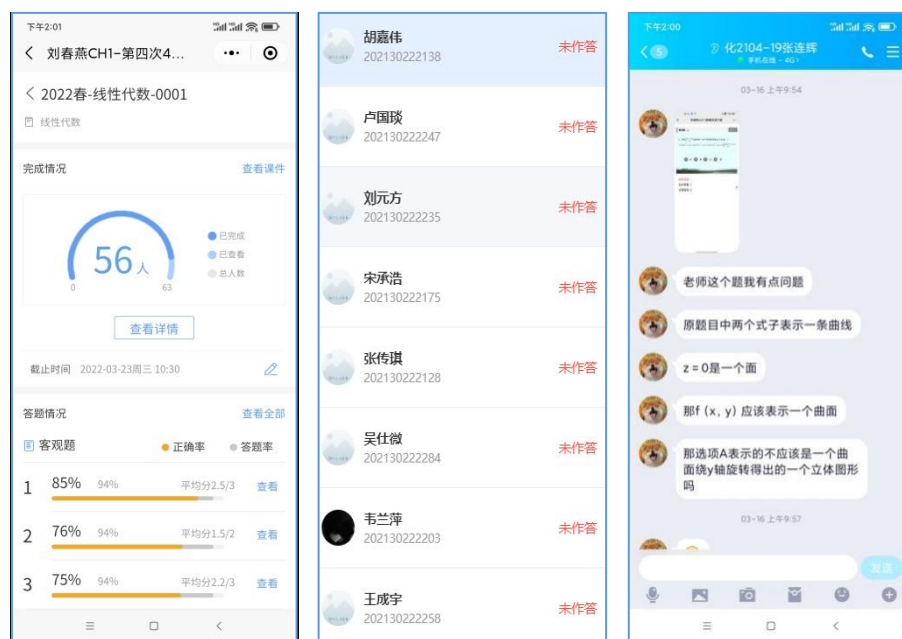 下午2:01
刘春燕CH1-第四次4...
2022春-线性代数-0001
线性代数
完成情况
查看课件
56人
0
63
已完成
已查看
总人数
查看详情
截止时间 2022-03-23周三 10:30
答题情况
查看全部
客观题
正确率
答题率
1 85% 94% 平均分2.5/3 查看
2 76% 94% 平均分1.5/2 查看
3 75% 94% 平均分2.2/3 查看
胡嘉伟
202130222138
未作答
卢国琰
202130222247
未作答
刘元方
202130222235
未作答
宋承浩
202130222175
未作答
张传琪
202130222128
未作答
吴仕微
202130222284
未作答
韦兰萍
202130222203
未作答
王成宇
202130222258
未作答
下午2:00
5
化2104-19张连辉
手机在线 - 4G
03-16 上午9:54
老师这个题我有点问题
原题目中两个式子表示一条曲线
z = 0是一个面
那f (x, y) 应该表示一个曲面
那选项A表示的不应该是一个曲
面绕y轴旋转得出的一个立体图形
吗
03-16 上午9:57
发送